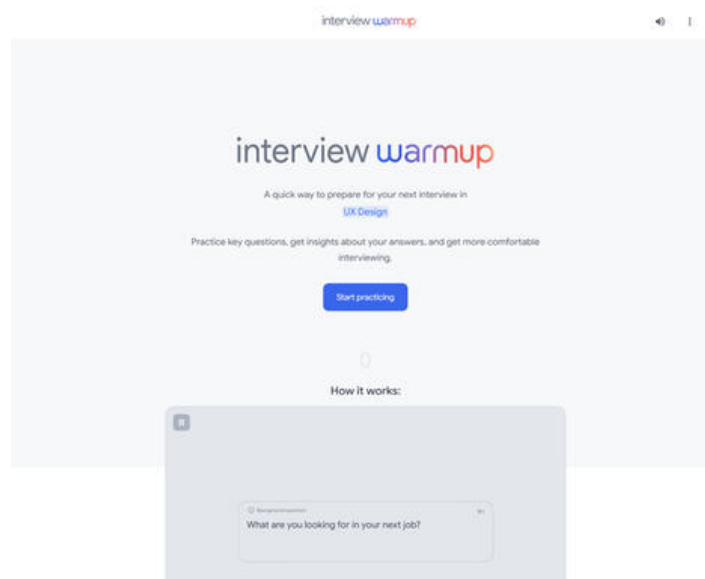 interview warmup
interview warmup
A quick way to prepare for your next interview in
UX Design
Practice key questions, get insights about your answers, and get more comfortable
interviewing.
Start practicing
How it works:
Background question
What are you looking for in your next job?